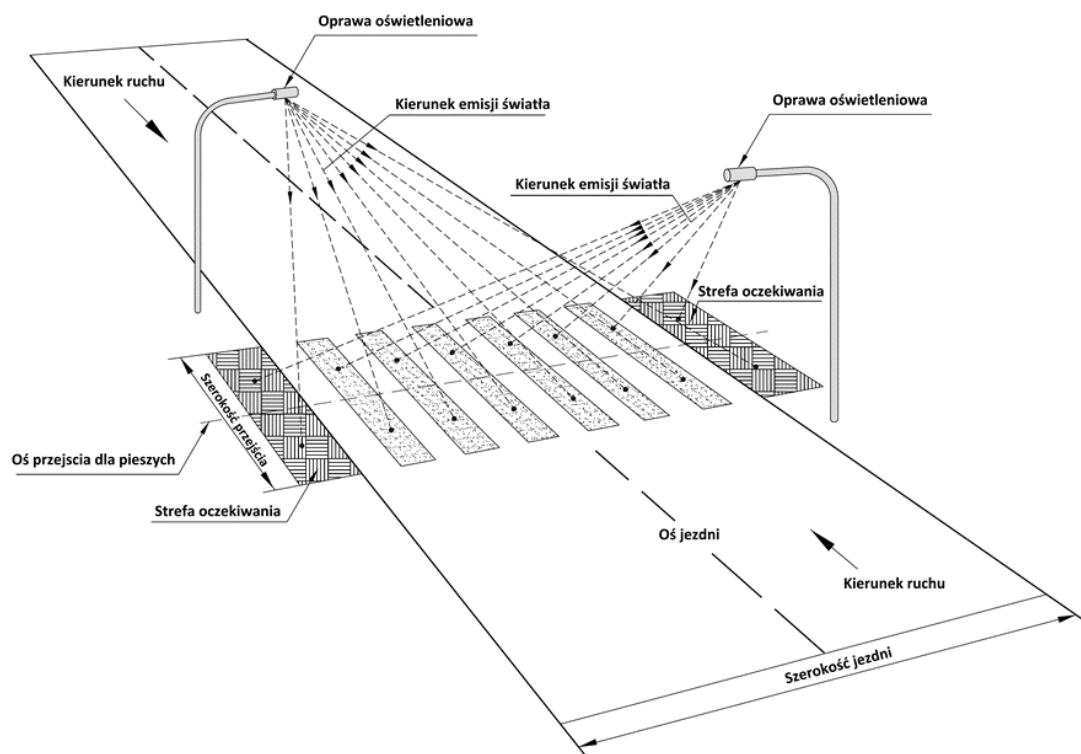 Oprawa oświetleniowa
Kierunek ruchu
Kierunek emisji światła
Oprawa oświetleniowa
Kierunek emisji światła
Strefa oczekiwania
Szerokość przejścia
Oś przejscia dla pieszych
Strefa oczekiwania
Oś jezdni
Kierunek ruchu
Szerokość jezdni